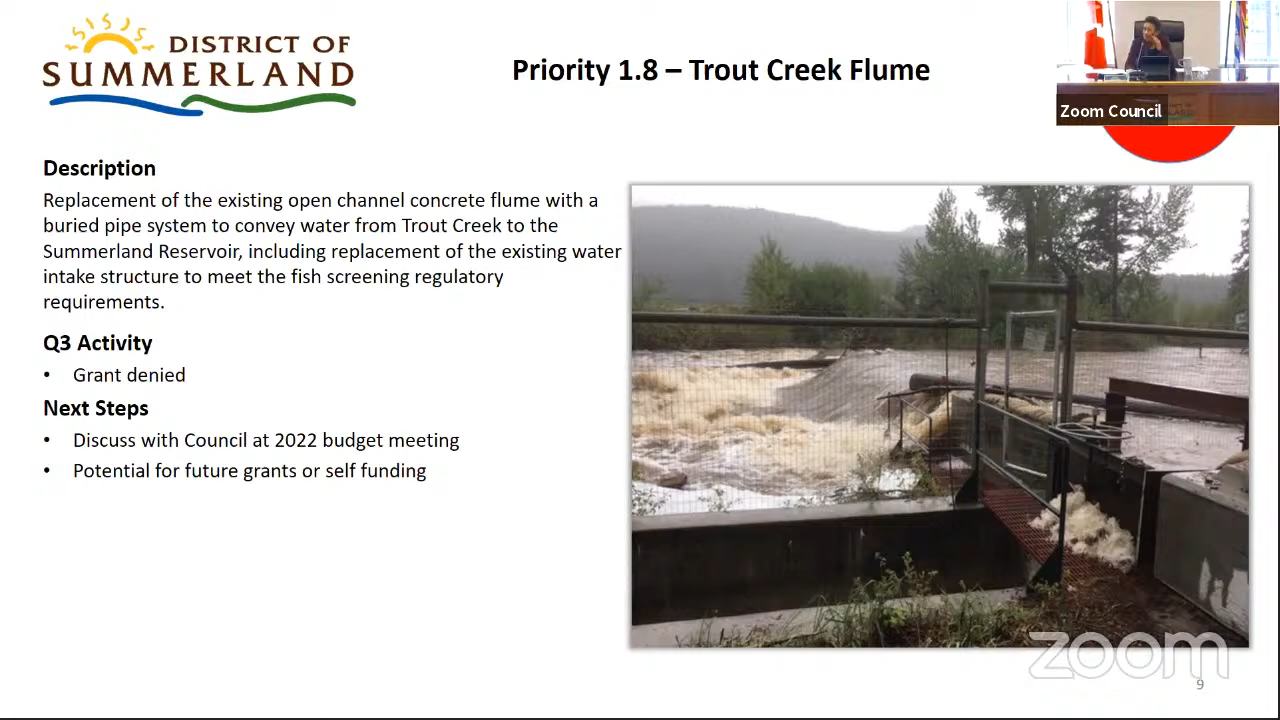 DISTRICT OF
SUMMERLAND
Priority 1.8 – Trout Creek Flume
Zoom Council
Description
Replacement of the existing open channel concrete flume with a
buried pipe system to convey water from Trout Creek to the
Summerland Reservoir, including replacement of the existing water
intake structure to meet the fish screening regulatory
requirements.
Q3 Activity
• Grant denied
Next Steps
• Discuss with Council at 2022 budget meeting
• Potential for future grants or self funding
zoom
9